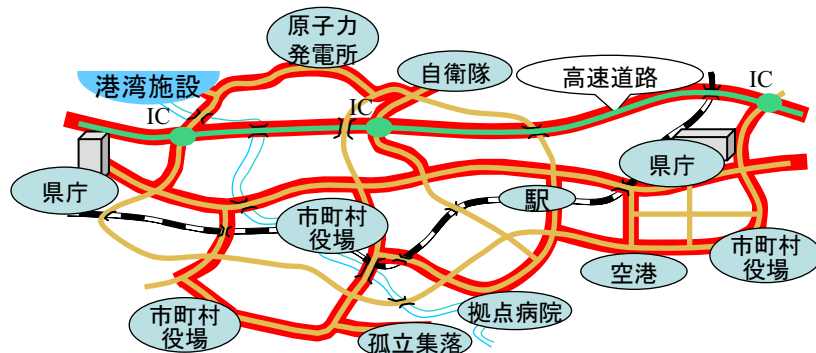 原子力
発電所
港湾施設
自衛隊
高速道路
IC
IC
IC
県庁
県庁
駅
市町村
役場
市町村
役場
空港
市町村
役場
拠点病院
孤立集落